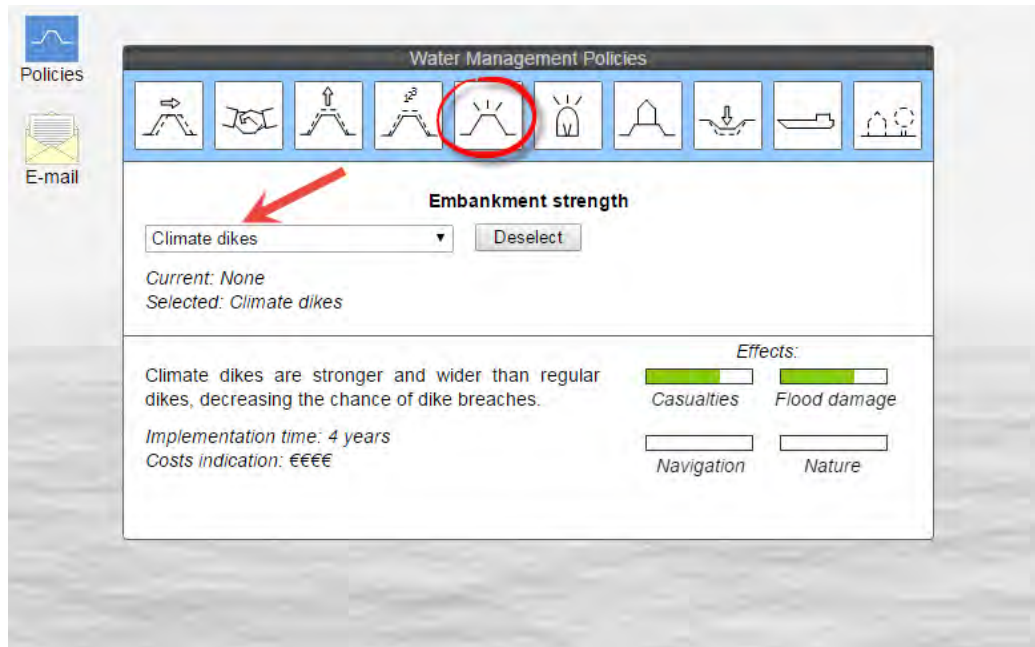 Policies
E-mail
Water Management Policies
Embankment strength
Climate dikes
Deselect
Current: None
Selected: Climate dikes
Climate dikes are stronger and wider than regular
dikes, decreasing the chance of dike breaches.
Implementation time: 4 years
Costs indication: €€€€
Effects:
Casualties Flood damage
Navigation Nature